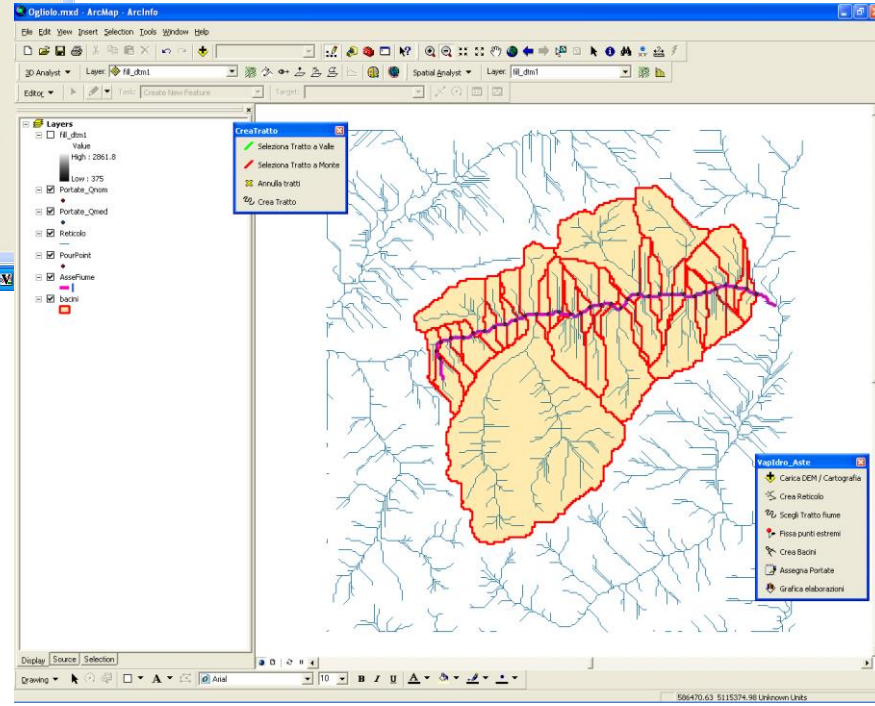 Ogliolo.mxd - ArcMap - ArcInfo
File Edit View Insert Selection Tools Window Help
3D Analyst Layer: fill_dtm1 Spatial Analyst Layer: fill_dtm1
Editor Task: Create New Feature Target:
Layers
fill_dtm1
Value
High : 2861.8
Low : 375
Portate_Qnom
Portate_Qmed
Reticolo
PourPoint
AsseFiume
bacini
CreaTratto
Seleziona Tratto a Valle
Seleziona Tratto a Monte
Annulla tratti
Crea Tratto
VapIdro_Aste
Carica DEM / Cartografia
Crea Reticolo
Scegli Tratto fiume
Fissa punti estremi
Crea Bacini
Assegna Portate
Grafica elaborazioni
Display Source Selection
Drawing A Arial 10 B I U A
586470.63 5115374.98 Unknown Units